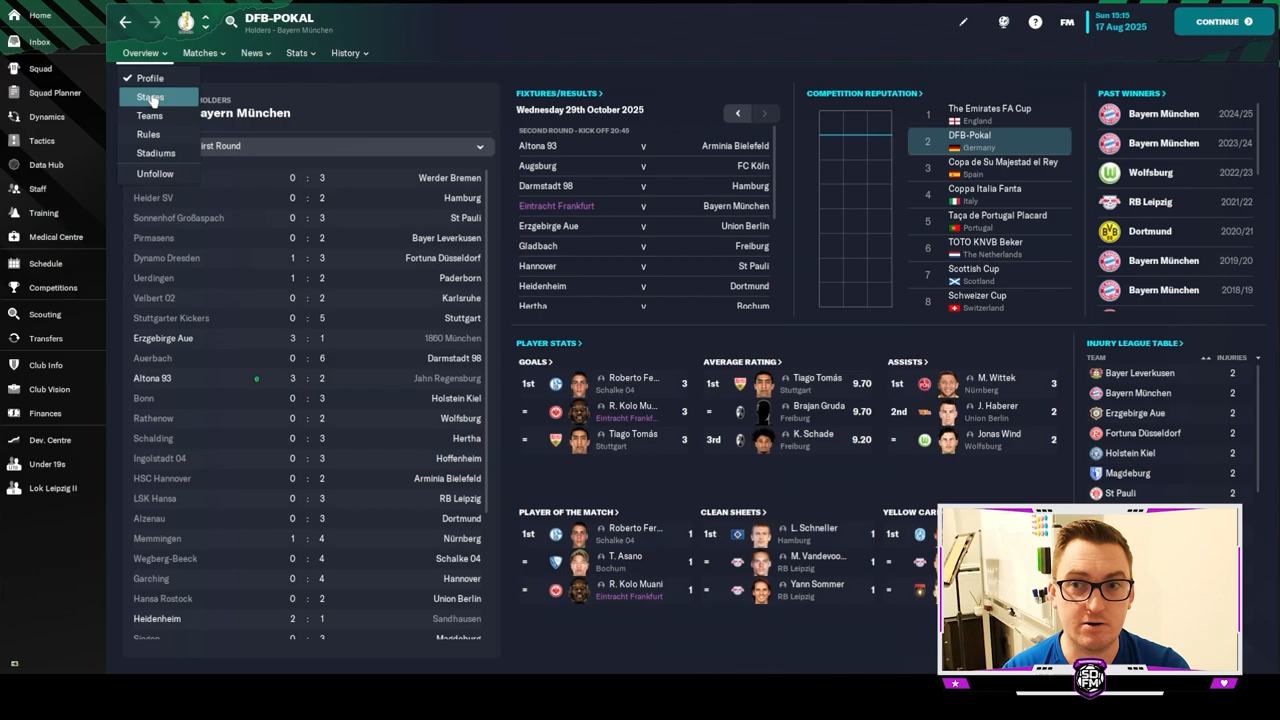 Home
Inbox
Squad
Squad Planner
Dynamics
Tactics
Data Hub
Staff
Training
Medical Centre
Schedule
Competitions
Scouting
Transfers
Club Info
Club Vision
Finances
Dev. Centre
Under 19s
Lok Leipzig II
DFB-POKAL
Holders - Bayern München
FM
Sun 15:15
17 Aug 2025
CONTINUE
Overview Matches News Stats History
Profile
Stages
Teams
Rules
Stadiums
Unfollow
HOLDERS
ayern München
irst Round
0 : 3 Werder Bremen
Heider SV 0 : 2 Hamburg
Sonnenhof Großaspach 0 : 3 St Pauli
Pirmasens 0 : 2 Bayer Leverkusen
Dynamo Dresden 1 : 3 Fortuna Düsseldorf
Uerdingen 1 : 2 Paderborn
Velbert 02 0 : 2 Karlsruhe
Stuttgarter Kickers 0 : 5 Stuttgart
Erzgebirge Aue 3 : 1 1860 München
Auerbach 0 : 6 Darmstadt 98
Altona 93 e 3 : 2 Jahn Regensburg
Bonn 0 : 3 Holstein Kiel
Rathenow 0 : 2 Wolfsburg
Schalding 0 : 3 Hertha
Ingolstadt 04 0 : 3 Hoffenheim
HSC Hannover 0 : 2 Arminia Bielefeld
LSK Hansa 0 : 3 RB Leipzig
Alzenau 0 : 3 Dortmund
Memmingen 1 : 4 Nürnberg
Wegberg-Beeck 0 : 4 Schalke 04
Garching 0 : 4 Hannover
Hansa Rostock 0 : 2 Union Berlin
Heidenheim 2 : 1 Sandhausen
Siegen 0 : 3 Magdeburg
FIXTURES/RESULTS
Wednesday 29th October 2025
SECOND ROUND - KICK OFF 20:45
Altona 93 v Arminia Bielefeld
Augsburg v FC Köln
Darmstadt 98 v Hamburg
Eintracht Frankfurt v Bayern München
Erzgebirge Aue v Union Berlin
Gladbach v Freiburg
Hannover v St Pauli
Heidenheim v Dortmund
Hertha v Bochum
COMPETITION REPUTATION
1 The Emirates FA Cup
England
2 DFB-Pokal
Germany
3 Copa de Su Majestad el Rey
Spain
4 Coppa Italia Fanta
Italy
5 Taça de Portugal Placard
Portugal
6 TOTO KNVB Beker
The Netherlands
7 Scottish Cup
Scotland
8 Schweizer Cup
Switzerland
PAST WINNERS
Bayern München 2024/25
Bayern München 2023/24
Wolfsburg 2022/23
RB Leipzig 2021/22
Dortmund 2020/21
Bayern München 2019/20
Bayern München 2018/19
PLAYER STATS
GOALS
1st Roberto Fe... 3
Schalke 04
= R. Kolo Mu... 3
Eintracht Frankf...
= Tiago Tomás 3
Stuttgart
AVERAGE RATING
1st Tiago Tomás 9.70
Stuttgart
= Brajan Gruda 9.70
Freiburg
3rd K. Schade 9.20
Freiburg
ASSISTS
1st M. Wittek 3
Nürnberg
2nd J. Haberer 2
Union Berlin
= Jonas Wind 2
Wolfsburg
INJURY LEAGUE TABLE
TEAM INJURIES
Bayer Leverkusen 2
Bayern München 2
Erzgebirge Aue 2
Fortuna Düsseldorf 2
Holstein Kiel 2
Magdeburg 2
St Pauli 2
PLAYER OF THE MATCH
1st Roberto Fer... 1
Schalke 04
= T. Asano 1
Bochum
= R. Kolo Muani 1
Eintracht Frankfurt
CLEAN SHEETS
1st L. Schneller 1
Hamburg
= M. Vandevoo... 1
RB Leipzig
= Yann Sommer 1
RB Leipzig
YELLOW CAR
1st
=
=
SDFM